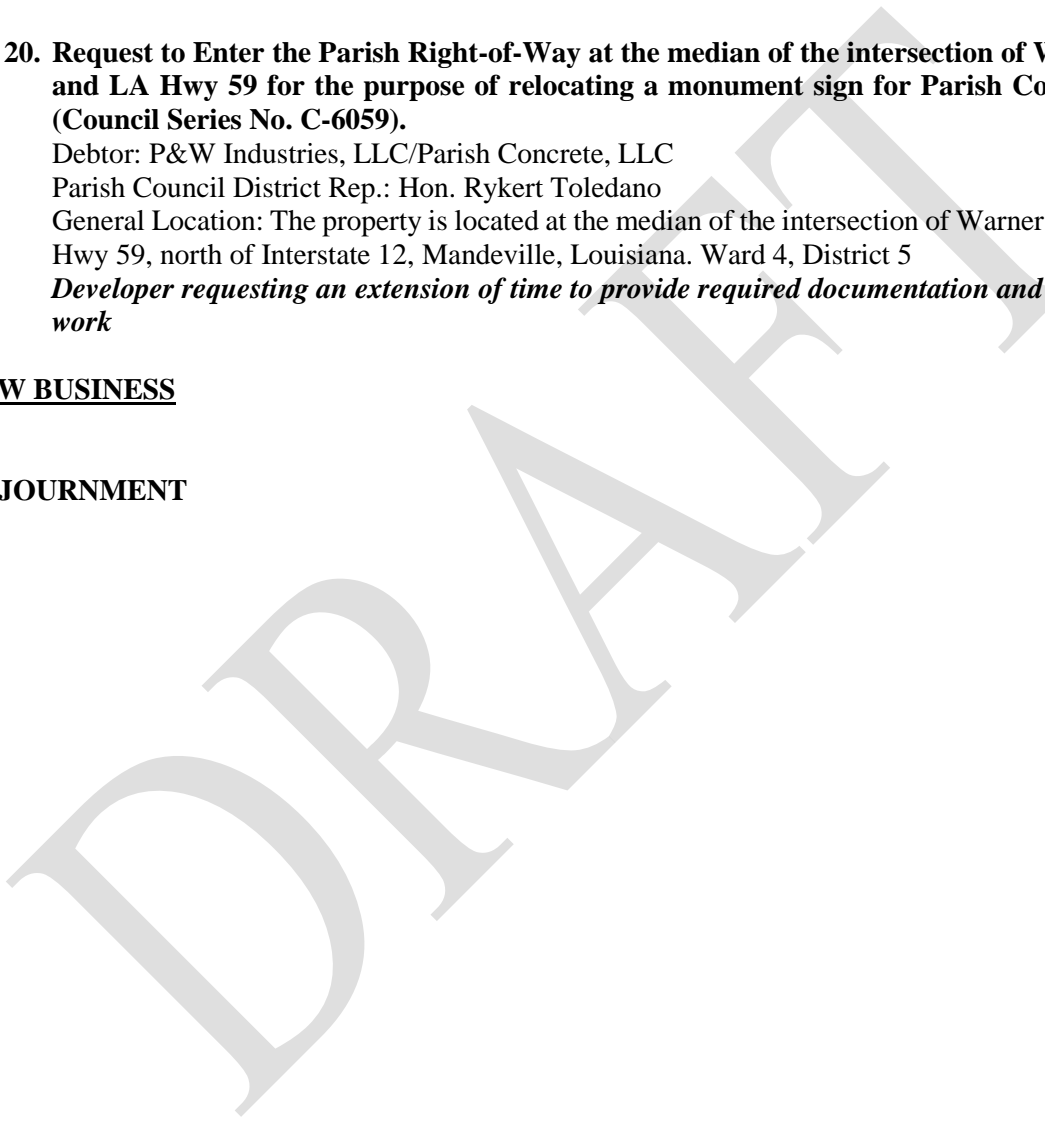 20. Request to Enter the Parish Right-of-Way at the median of the intersection of
and LA Hwy 59 for the purpose of relocating a monument sign for Parish
(Council Series No. C-6059).
Debtor: P&W Industries, LLC/Parish Concrete, LLC
Parish Council District Rep.: Hon. Rykert Toledano
General Location: The property is located at the median of the intersection of Warner
Hwy 59, north of Interstate 12, Mandeville, Louisiana. Ward 4, District 5
Developer requesting an extension of time to provide required documentation and
work
W BUSINESS
JOURNMENT
DRAFT